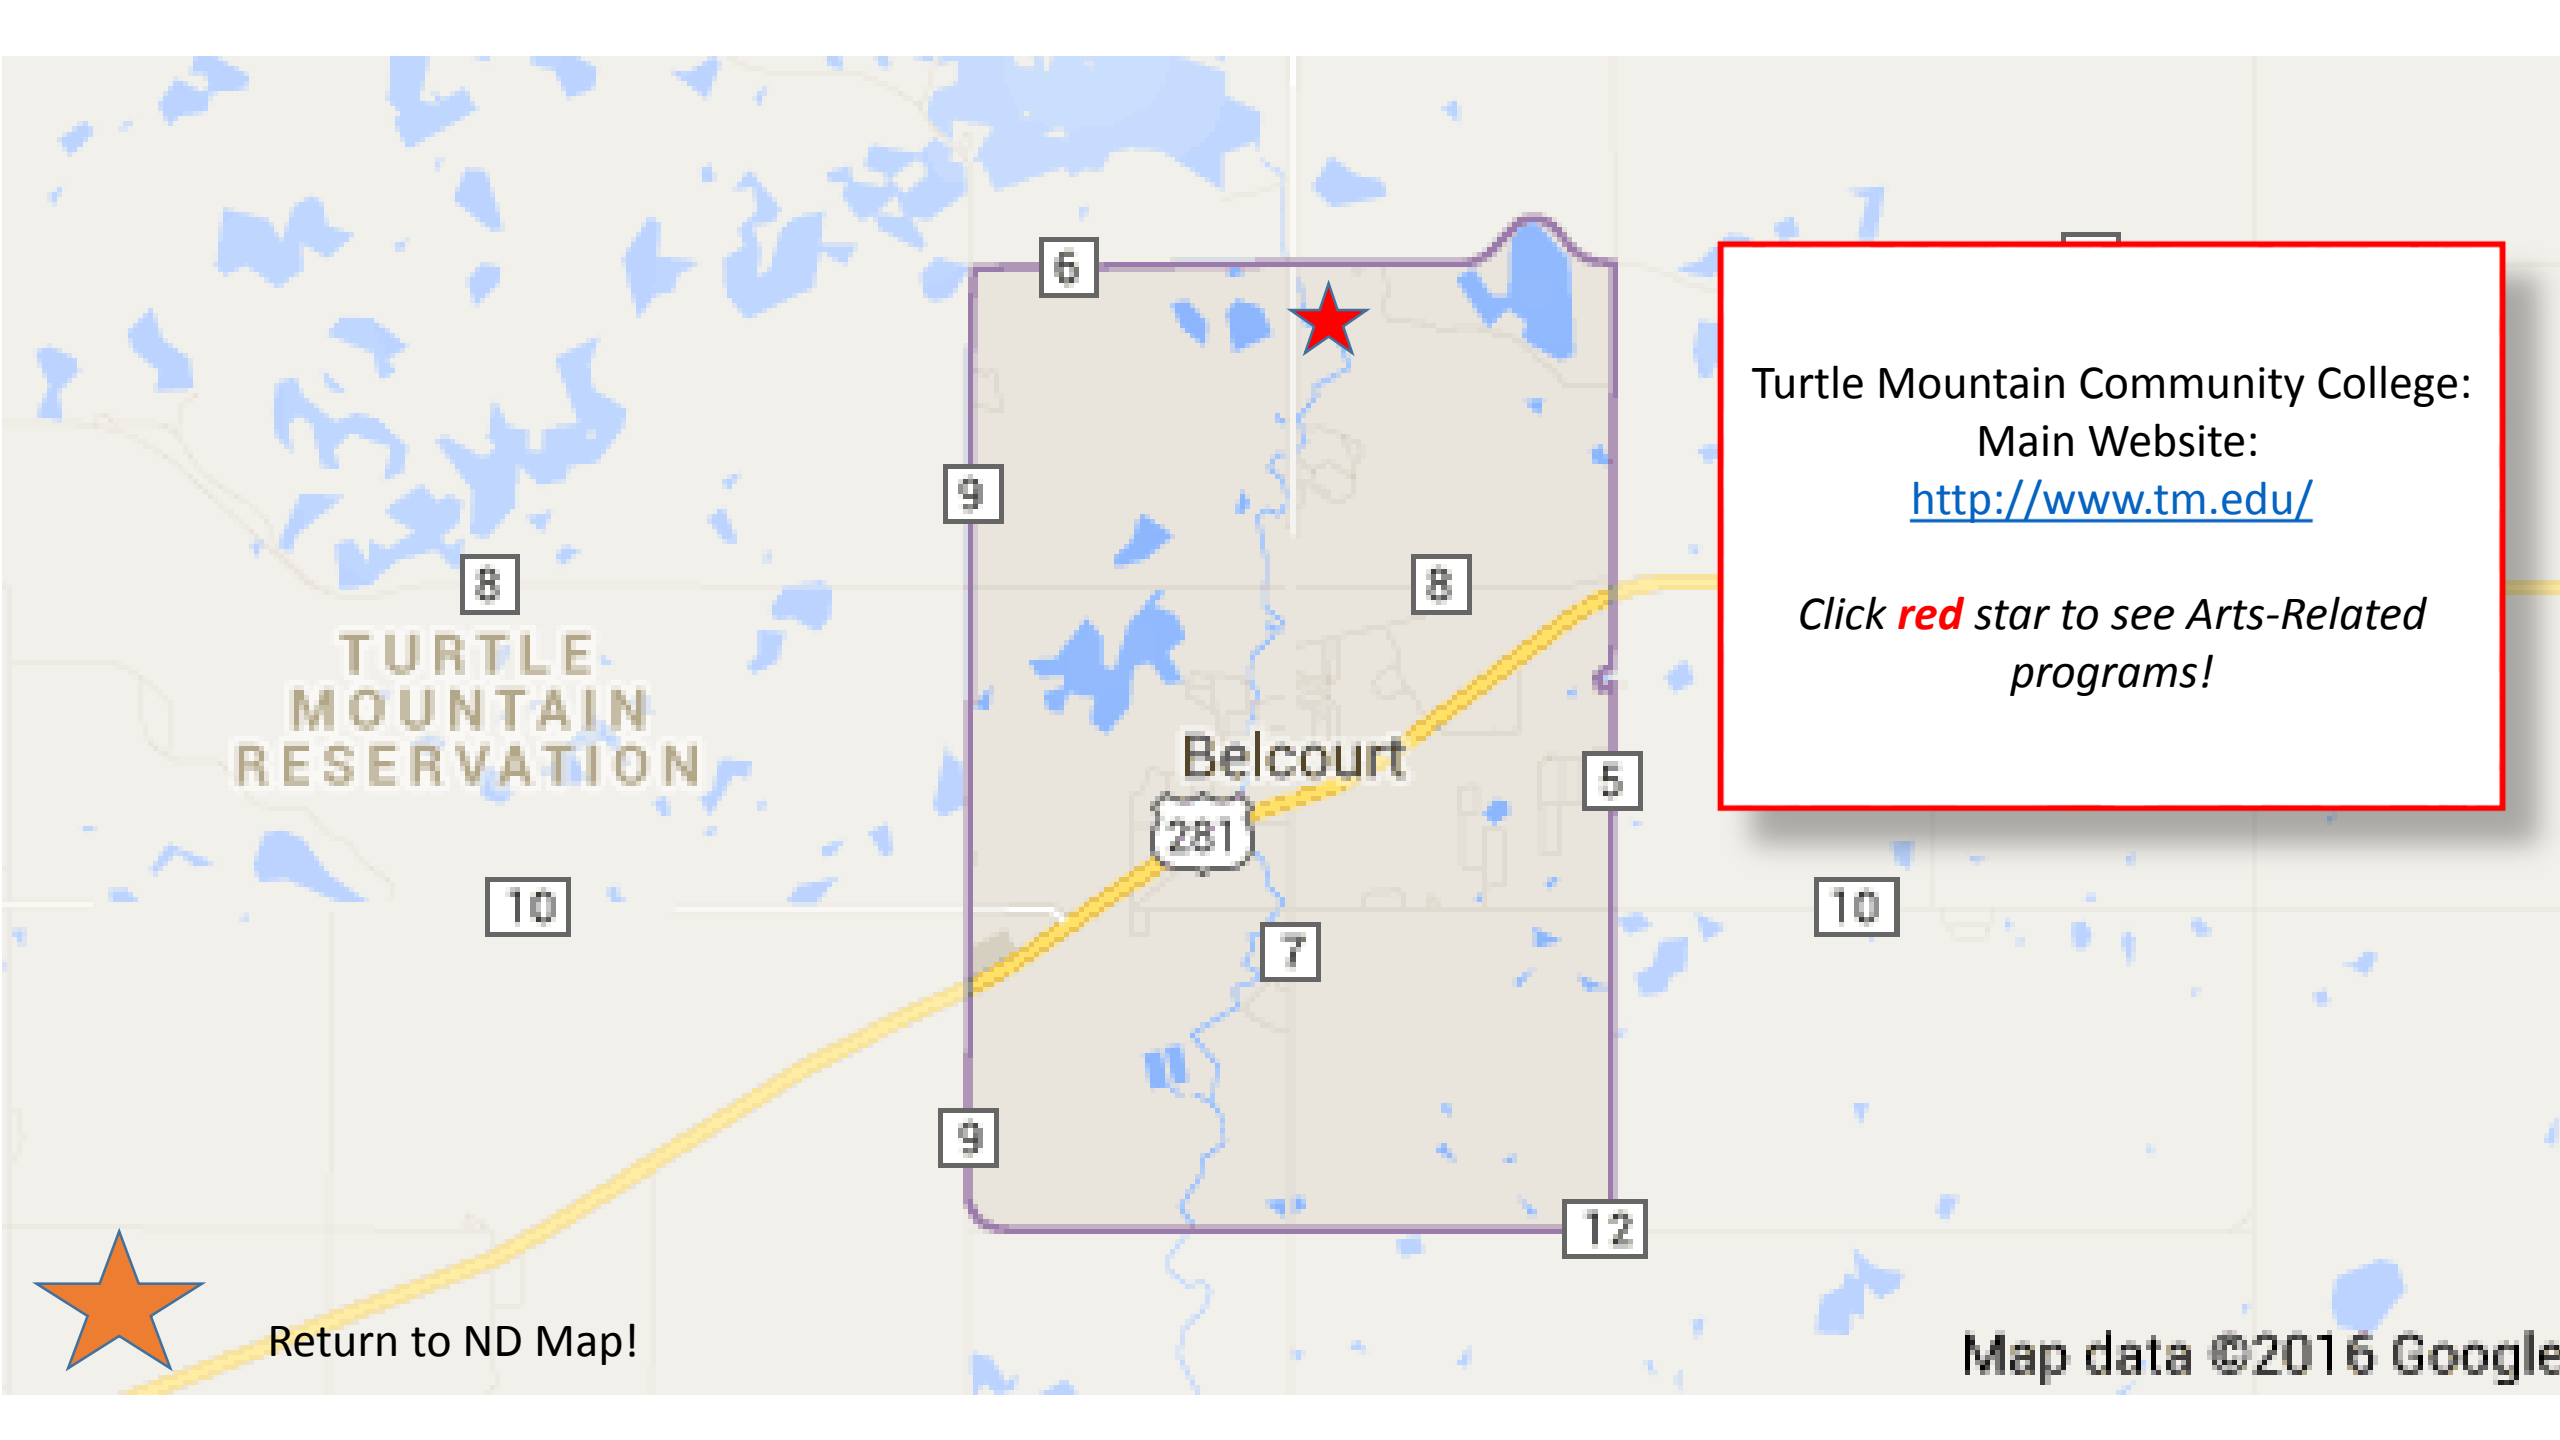 6
9
8
8
TURTLE
MOUNTAIN
RESERVATION
Belcourt
281
5
10
10
7
9
12
Turtle Mountain Community College:
Main Website:
http://www.tm.edu/
Click red star to see Arts-Related
programs!
Return to ND Map!
Map data ©2016 Google